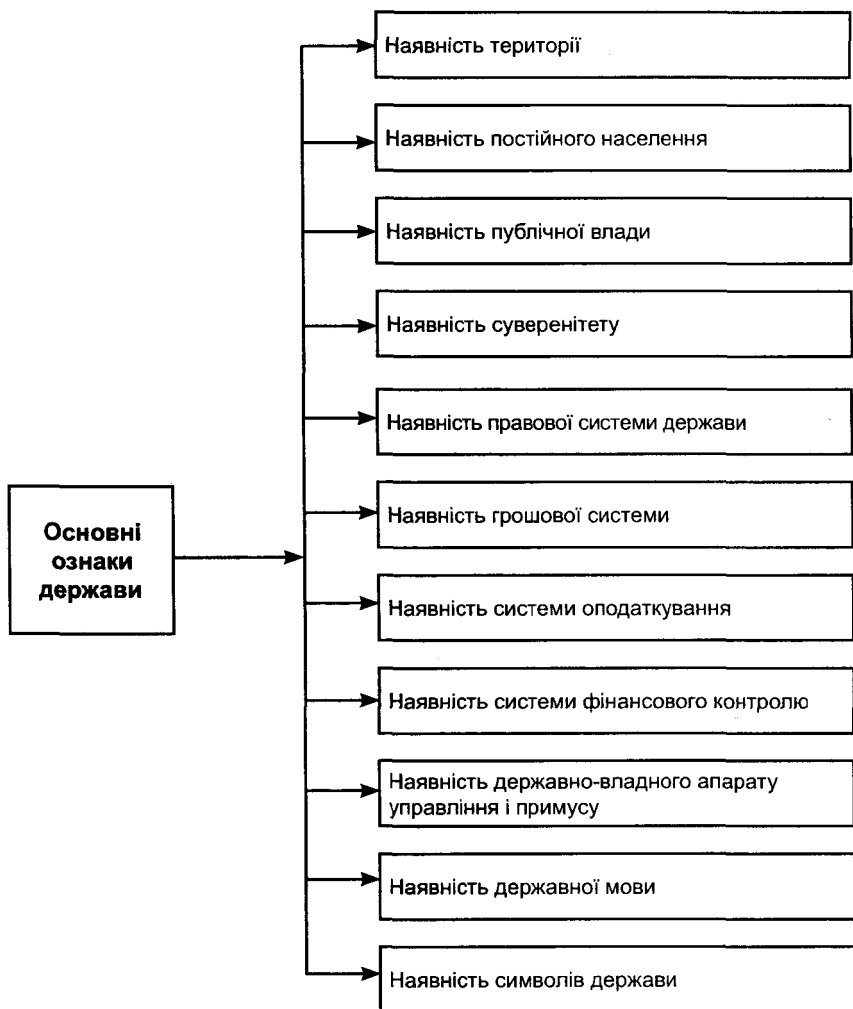 Основні
ознаки
держави
Наявність території
Наявність постійного населення
Наявність публічної влади
Наявність суверенітету
Наявність правової системи держави
Наявність грошової системи
Наявність системи оподаткування
Наявність системи фінансового контролю
Наявність державно-владного апарату
управління і примусу
Наявність державної мови
Наявність символів держави